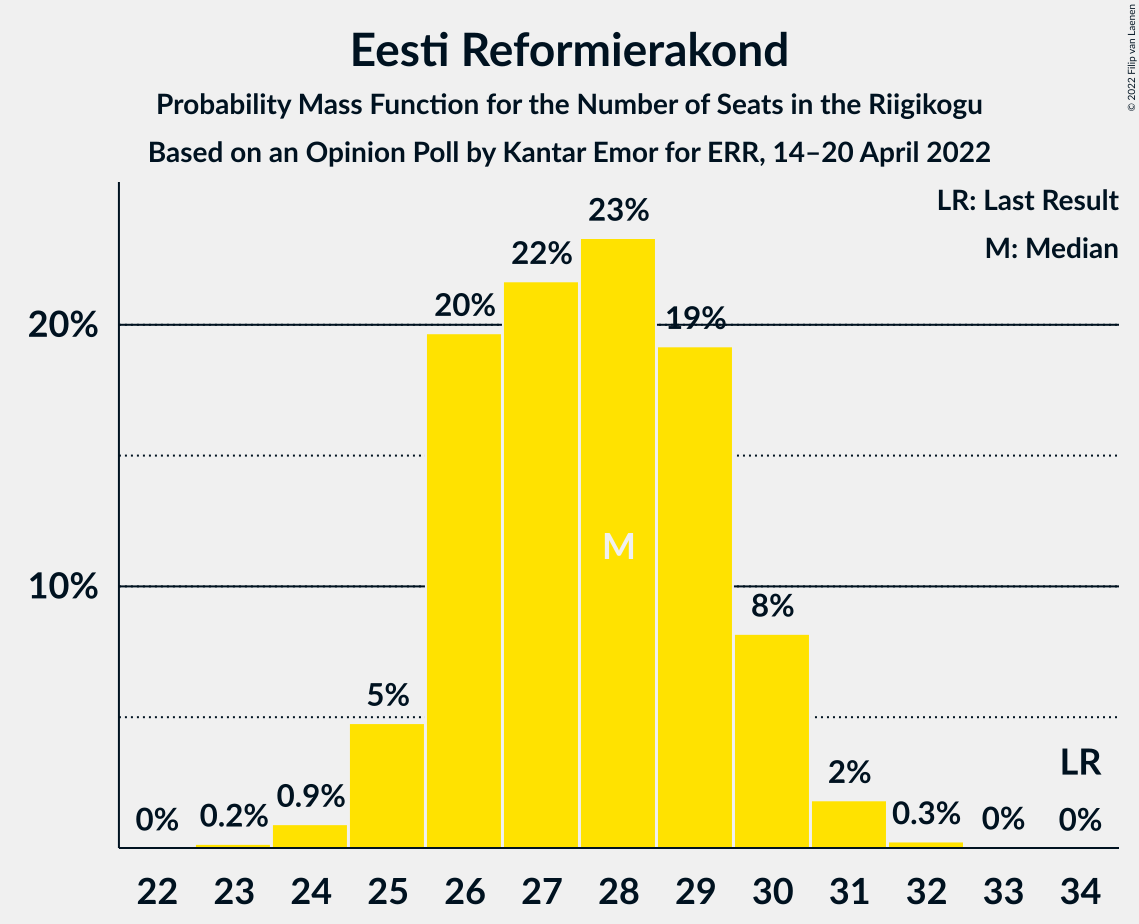 Eesti Reformierakond
Probability Mass Function for the Number of Seats in the Riigikogu
Based on an Opinion Poll by Kantar Emor for ERR, 14–20 April 2022
© 2022 Filip van Laenen
LR: Last Result
M: Median
20%
10%
0%
0.2%
0.9%
5%
20%
22%
23%
19%
8%
2%
0.3%
0%
0%
M
LR
22 23 24 25 26 27 28 29 30 31 32 33 34